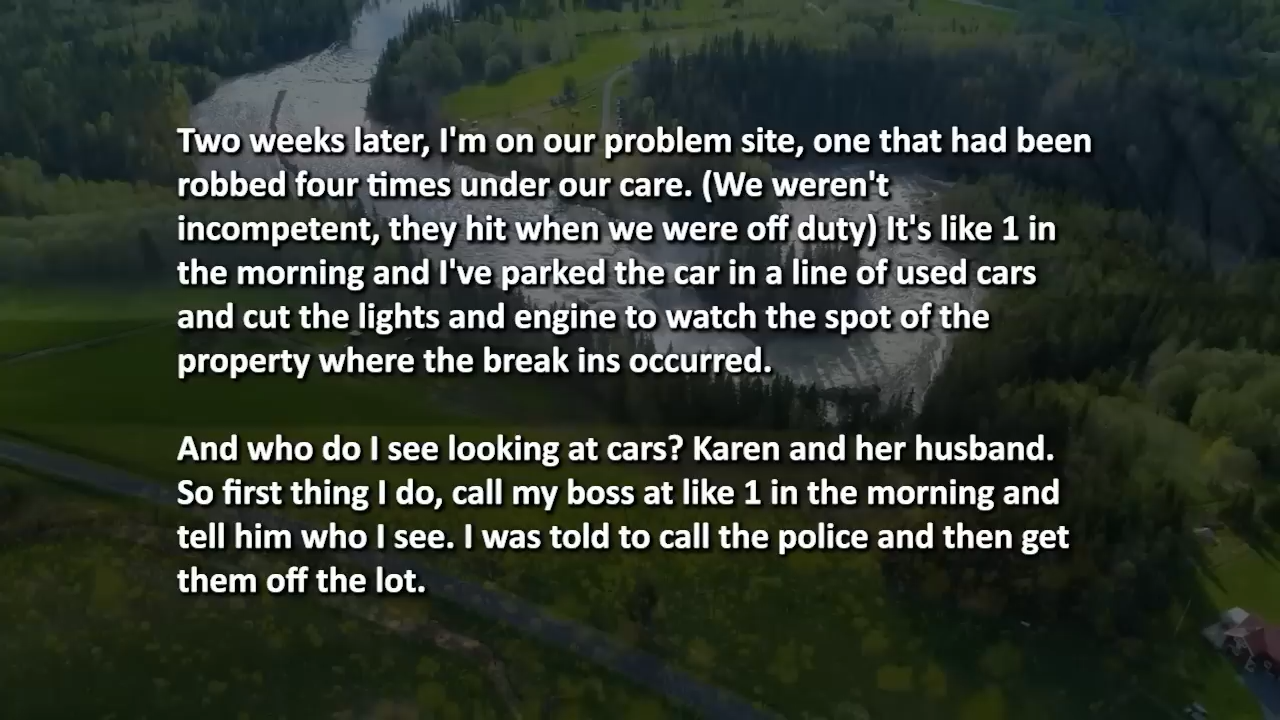 Two weeks later, I'm on our problem site, one that had been
robbed four times under our care. (We weren't
incompetent, they hit when we were off duty) It's like 1 in
the morning and I've parked the car in a line of used cars
and cut the lights and engine to watch the spot of the
property where the break ins occurred.
And who do I see looking at cars? Karen and her husband.
So first thing I do, call my boss at like 1 in the morning and
tell him who I see. I was told to call the police and then get
them off the lot.